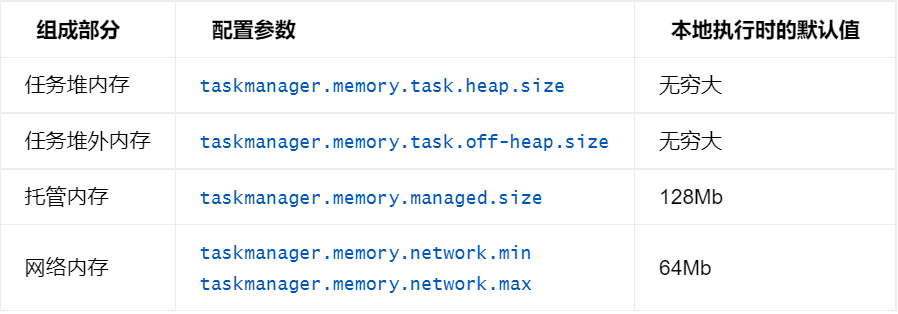 组成部分 配置参数 本地执行时的默认值
任务堆内存 taskmanager.memory.task.heap.size 无穷大
任务堆外内存 taskmanager.memory.task.off-heap.size 无穷大
托管内存 taskmanager.memory.managed.size 128Mb
网络内存 taskmanager.memory.network.min
taskmanager.memory.network.max 64Mb